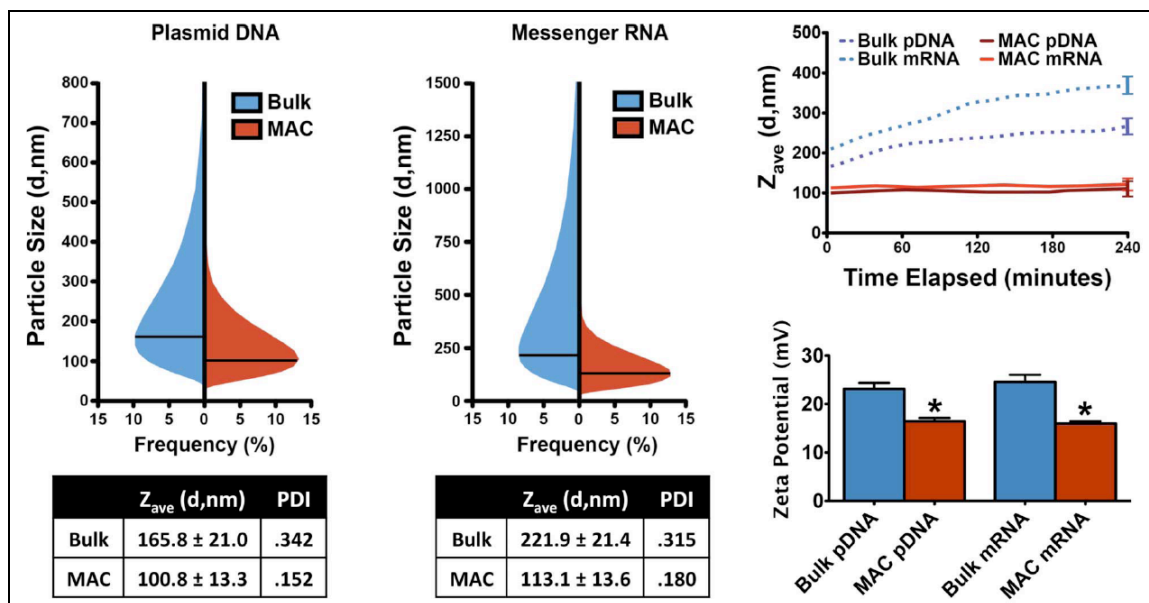 Plasmid DNA
800
700
600
500
400
300
200
100
0
Particle Size (d,nm)
Bulk
MAC
15 10 5 0 5 10 15
Frequency (%)
Z_ave (d,nm) PDI
Bulk 165.8 ± 21.0 .342
MAC 100.8 ± 13.3 .152
Messenger RNA
1500
1250
1000
750
500
250
0
Particle Size (d,nm)
Bulk
MAC
15 10 5 0 5 10 15
Frequency (%)
Z_ave (d,nm) PDI
Bulk 221.9 ± 21.4 .315
MAC 113.1 ± 13.6 .180
Bulk pDNA MAC pDNA
Bulk mRNA MAC mRNA
500
400
300
200
100
0
Z_ave (d,nm)
0 60 120 180 240
Time Elapsed (minutes)
30
20
10
0
Zeta Potential (mV)
* *
Bulk pDNA
MAC pDNA
Bulk mRNA
MAC mRNA